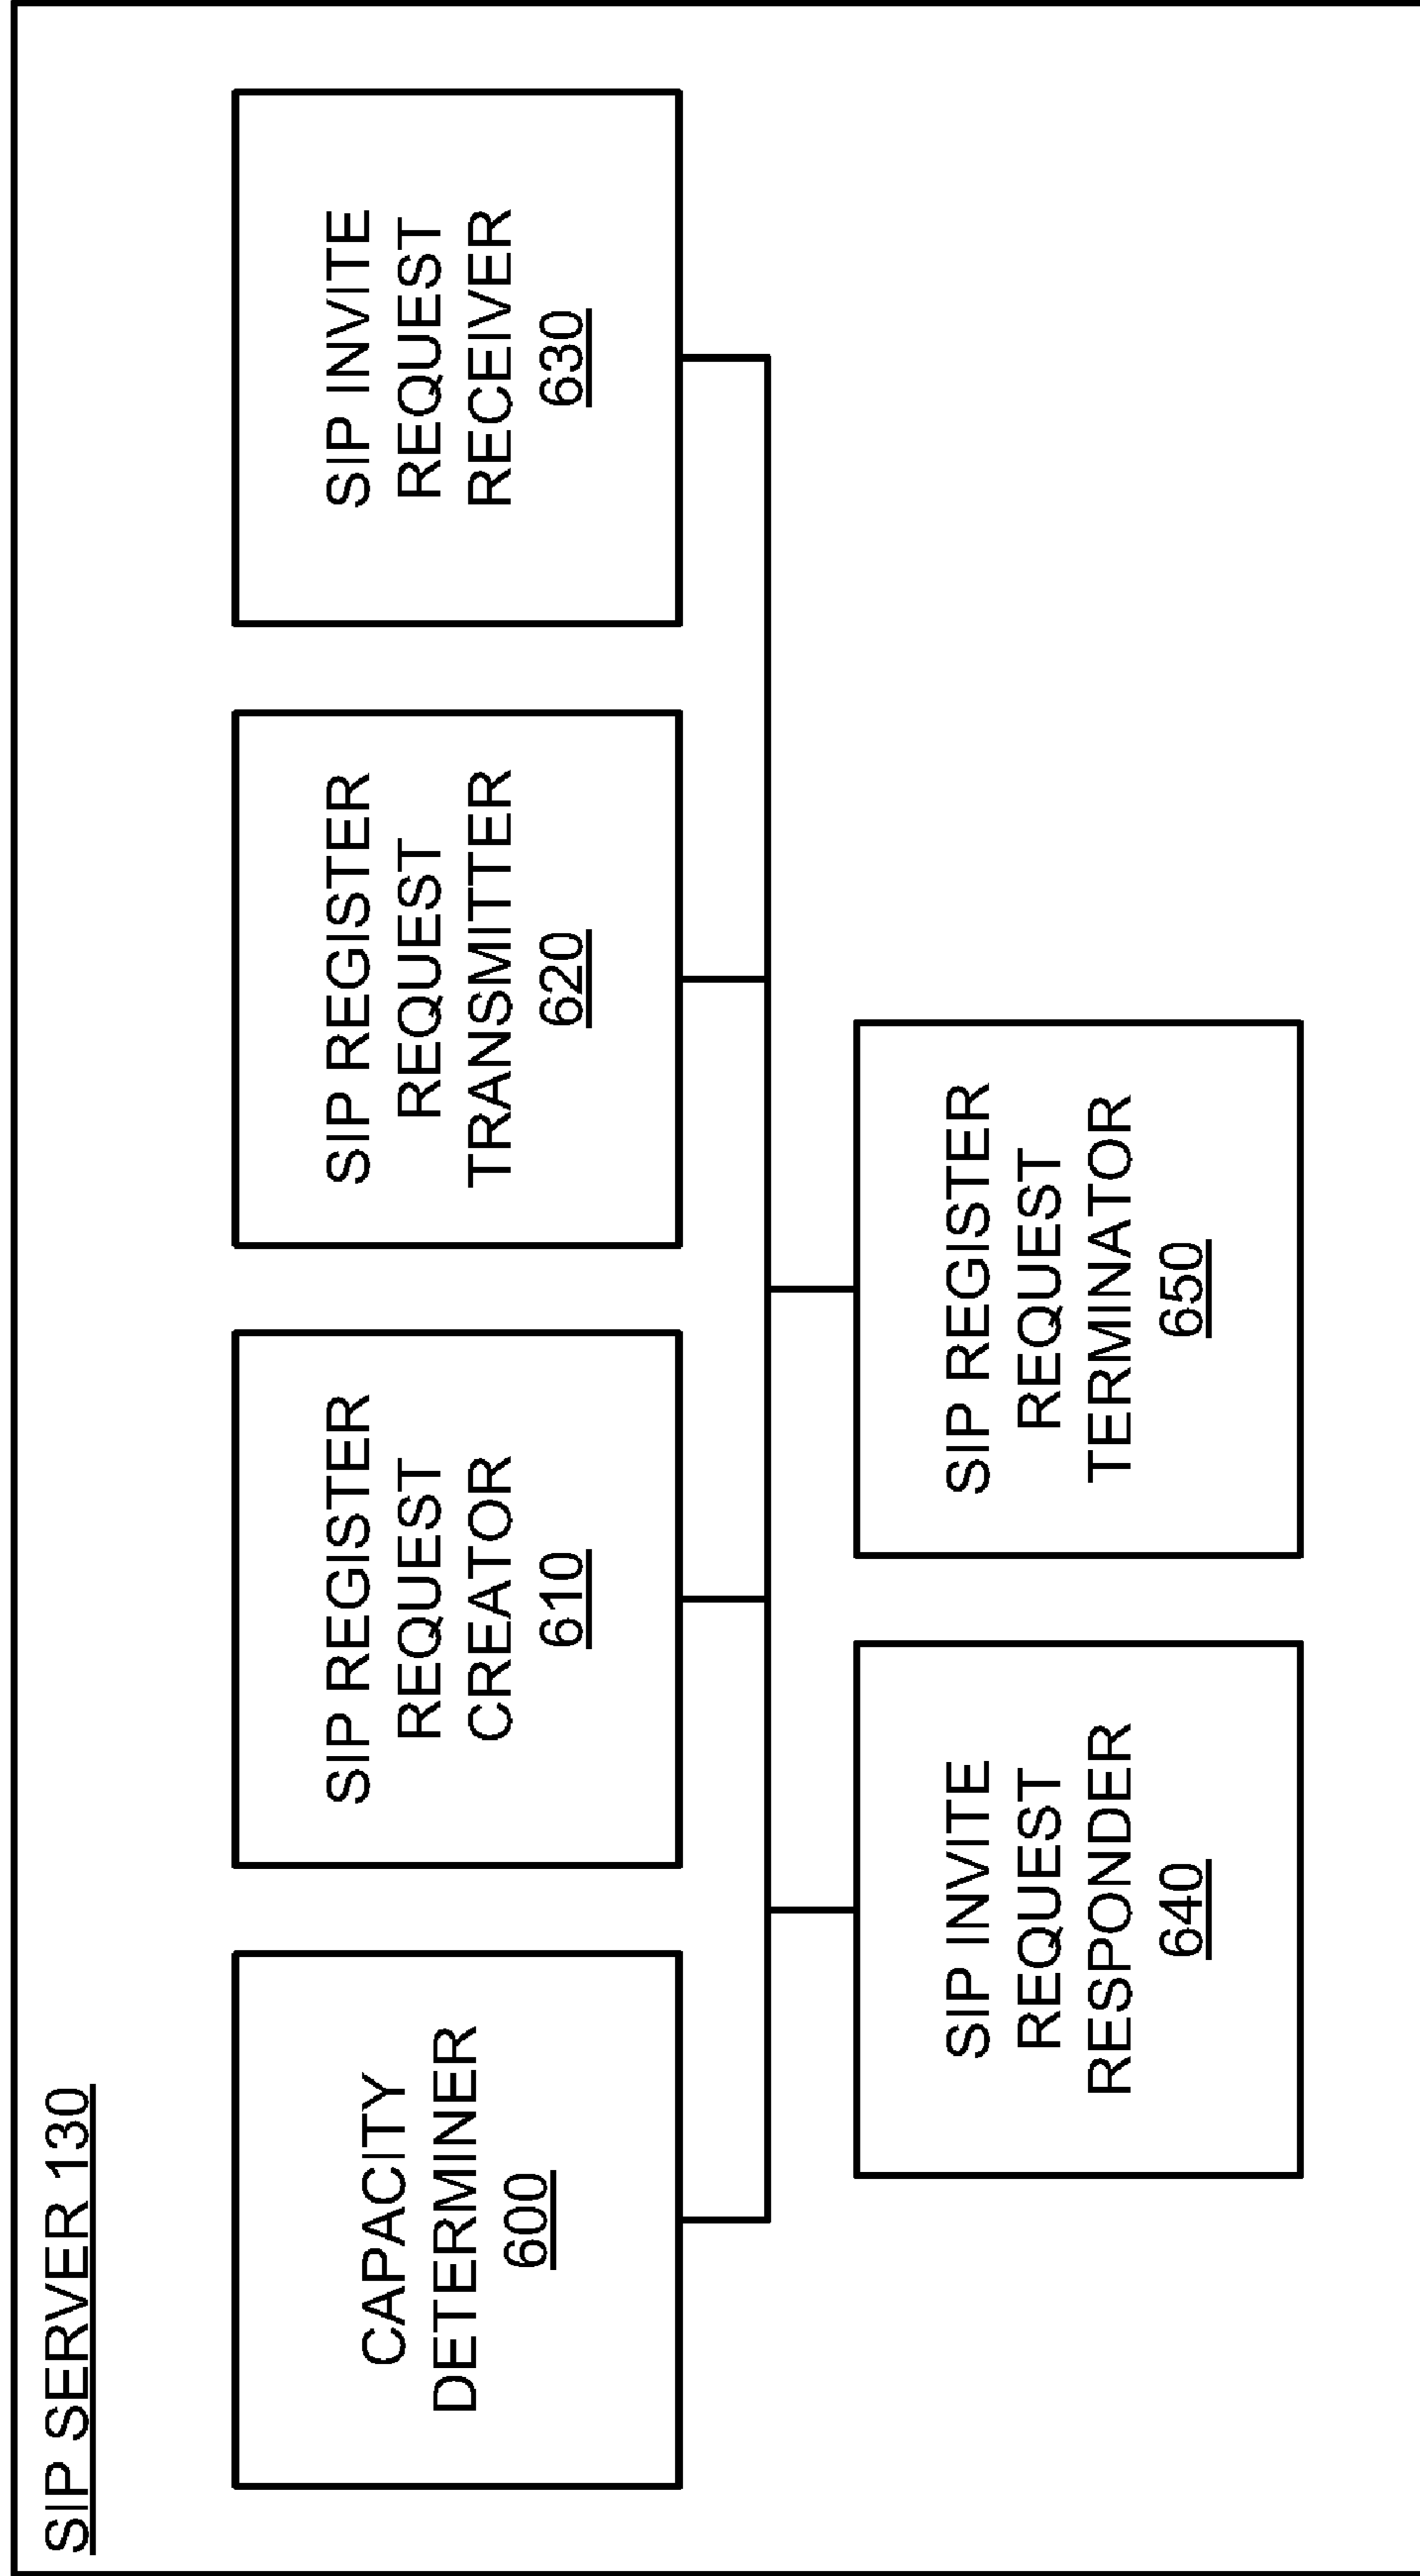 SIP SERVER 130
CAPACITY
DETERMINER
600
SIP REGISTER
REQUEST
CREATOR
610
SIP REGISTER
REQUEST
TRANSMITTER
620
SIP INVITE
REQUEST
RECEIVER
630
SIP INVITE
REQUEST
RESPONDER
640
SIP REGISTER
REQUEST
TERMINATOR
650